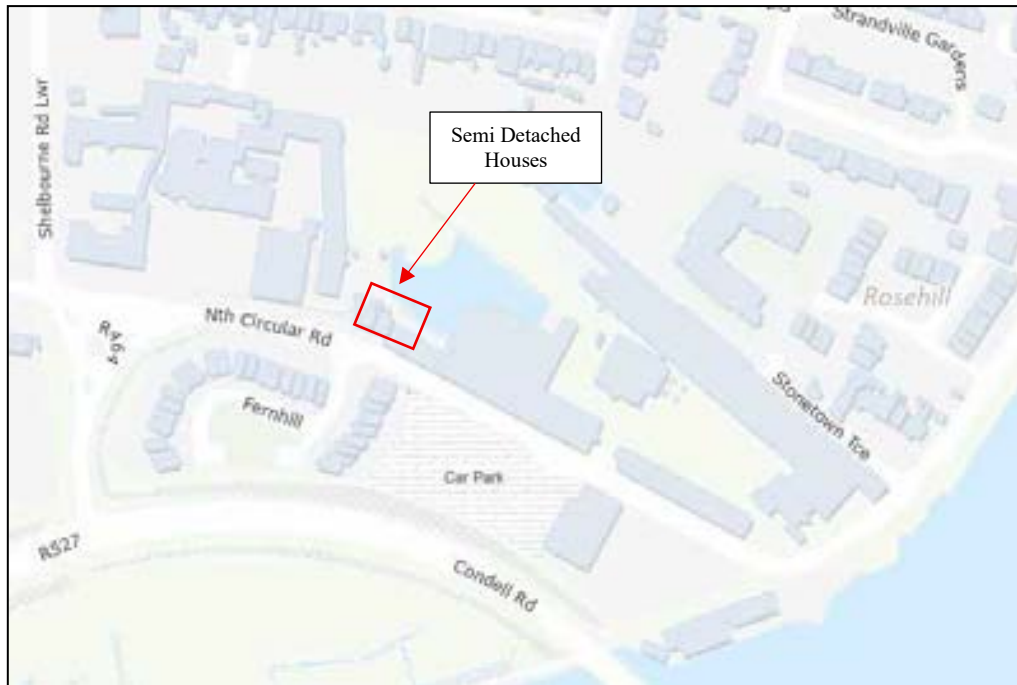 Strandville Gardens
Shelbourne Rd Lwr
Semi Detached
Houses
Rosehill
Nth Circular Rd
R464
Fernhill
Stonetown Tce
Car Park
R527
Condell Rd